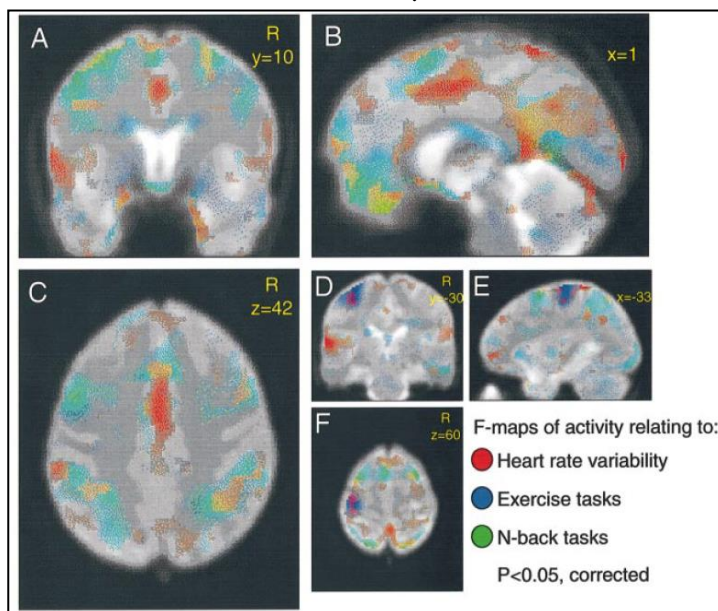 A
R
y=10
B
x=1
C
R
z=42
D
R
y=-30
E
x=-33
F
R
z=60
F-maps of activity relating to:
Heart rate variability
Exercise tasks
N-back tasks
P<0.05, corrected